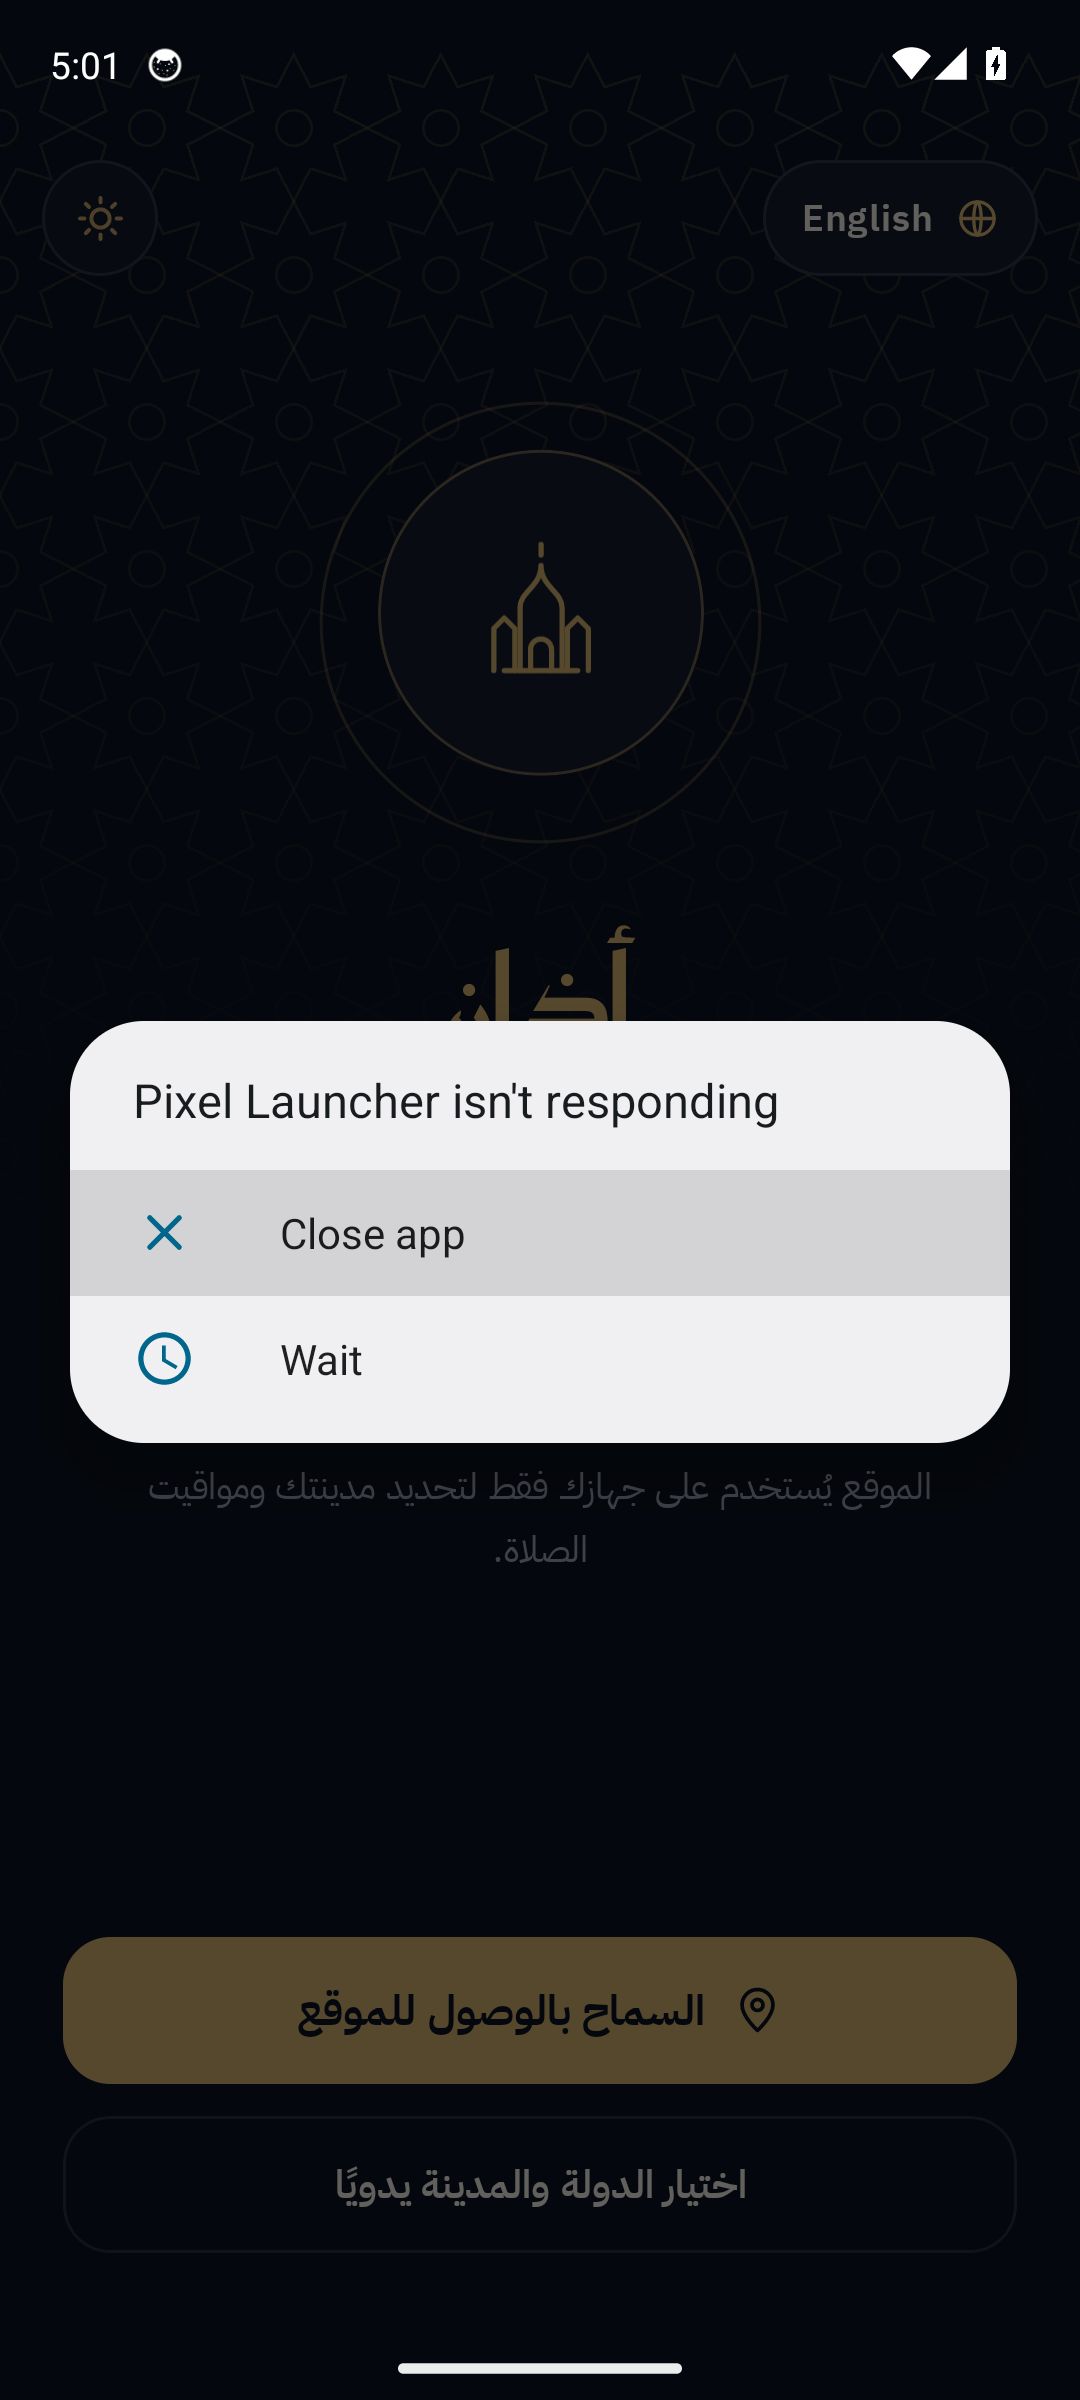 5:01
English
أذان
Pixel Launcher isn't responding
Close app
Wait
الموقع يُستخدم على جهازك فقط لتحديد مدينتك ومواقيت
الصلاة.
السماح بالوصول للموقع
اختيار الدولة والمدينة يدويًا